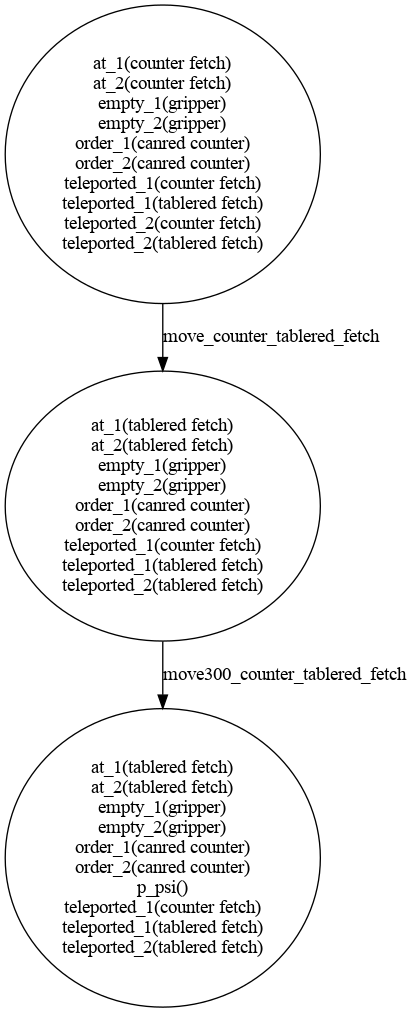 at_1(counter fetch)
at_2(counter fetch)
empty_1(gripper)
empty_2(gripper)
order_1(canred counter)
order_2(canred counter)
teleported_1(counter fetch)
teleported_1(tablered fetch)
teleported_2(counter fetch)
teleported_2(tablered fetch)
move_counter_tablered_fetch
at_1(tablered fetch)
at_2(tablered fetch)
empty_1(gripper)
empty_2(gripper)
order_1(canred counter)
order_2(canred counter)
teleported_1(counter fetch)
teleported_1(tablered fetch)
teleported_2(tablered fetch)
move300_counter_tablered_fetch
at_1(tablered fetch)
at_2(tablered fetch)
empty_1(gripper)
empty_2(gripper)
order_1(canred counter)
order_2(canred counter)
p_psi()
teleported_1(counter fetch)
teleported_1(tablered fetch)
teleported_2(tablered fetch)